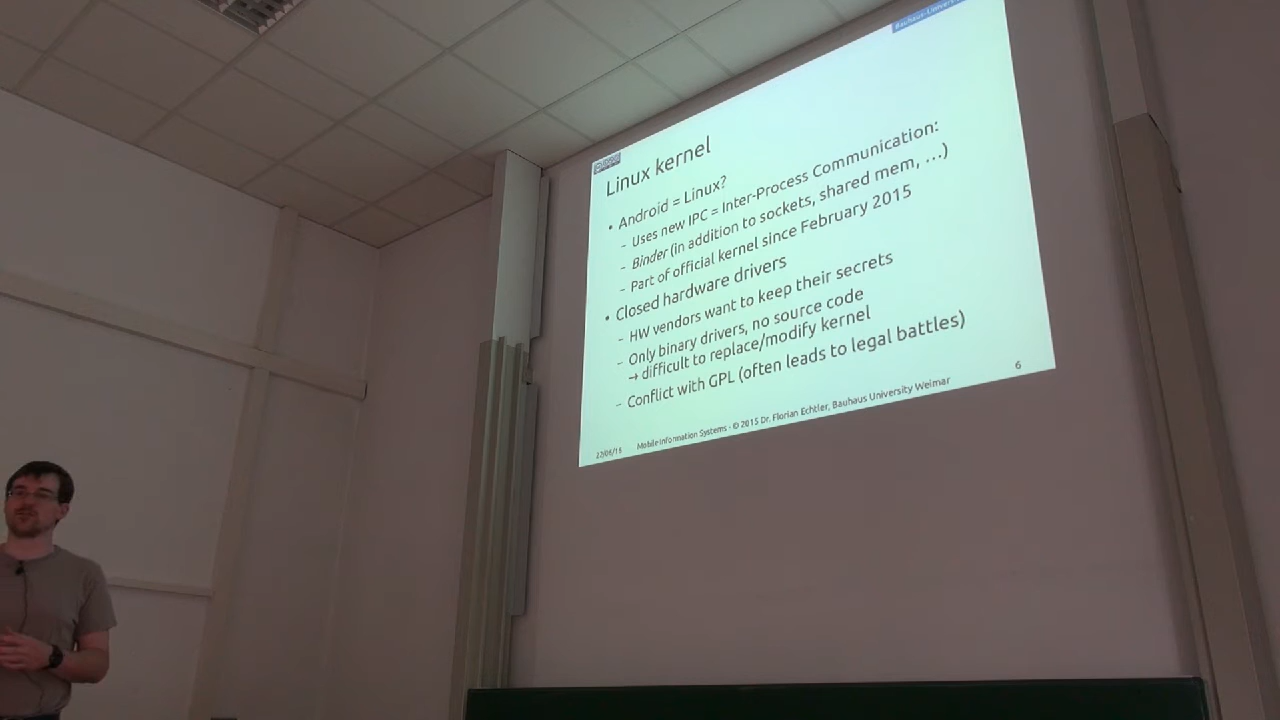 Bauhaus-Univers
Linux kernel
• Android = Linux?
- Uses new IPC = Inter-Process Communication:
- Binder (in addition to sockets, shared mem, …)
- Part of official kernel since February 2015
• Closed hardware drivers
- HW vendors want to keep their secrets
- Only binary drivers, no source code
→ difficult to replace/modify kernel
- Conflict with GPL (often leads to legal battles)
Mobile Information Systems - © 2015 Dr. Florian Echtler, Bauhaus University Weimar
6